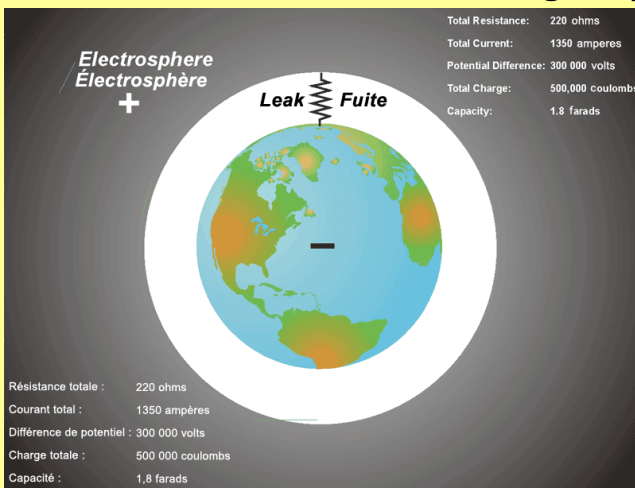 Total Resistance: 220 ohms
Total Current: 1350 amperes
Potential Difference: 300 000 volts
Total Charge: 500,000 coulombs
Capacity: 1.8 farads
Electrosphere
Électrosphère
+
Leak Fuite
−
Résistance totale : 220 ohms
Courant total : 1350 ampères
Différence de potentiel : 300 000 volts
Charge totale : 500 000 coulombs
Capacité : 1,8 farads